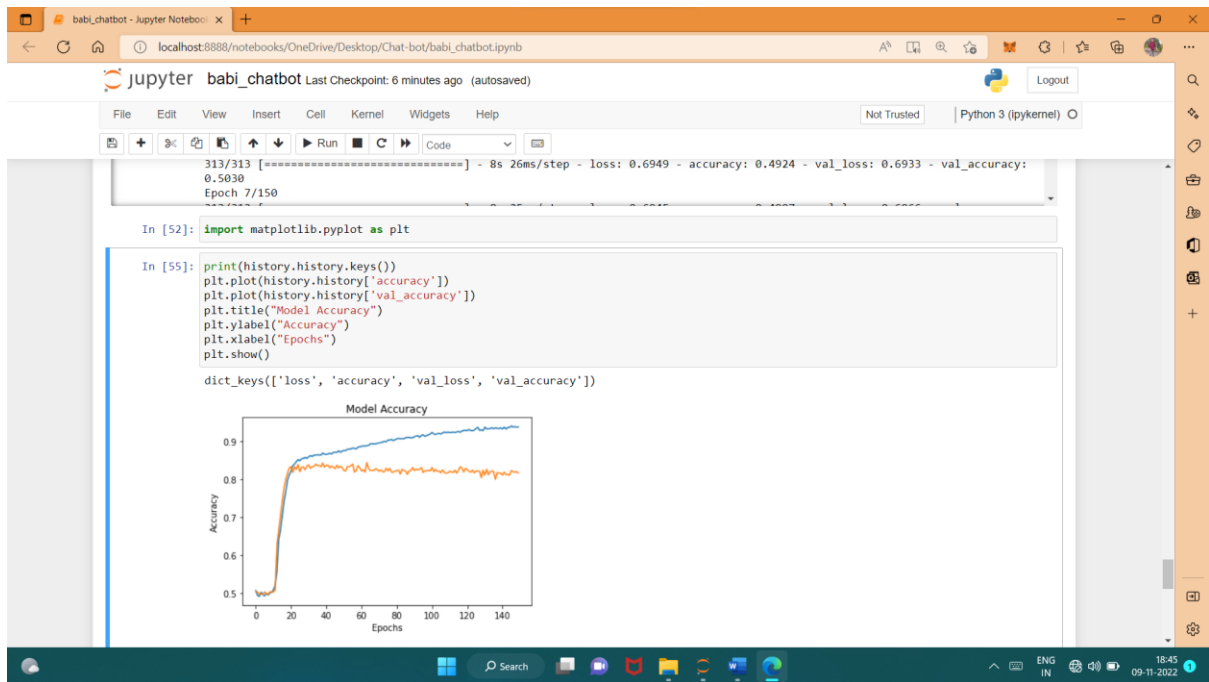 babi_chatbot - Jupyter Noteboo
localhost:8888/notebooks/OneDrive/Desktop/Chat-bot/babi_chatbot.ipynb
jupyter babi_chatbot Last Checkpoint: 6 minutes ago (autosaved)
Logout
File Edit View Insert Cell Kernel Widgets Help
Not Trusted
Python 3 (ipykernel)
Run
Code
313/313 [==============================] - 8s 26ms/step - loss: 0.6949 - accuracy: 0.4924 - val_loss: 0.6933 - val_accuracy:
0.5030
Epoch 7/150
In [52]: import matplotlib.pyplot as plt
In [55]: print(history.history.keys())
plt.plot(history.history['accuracy'])
plt.plot(history.history['val_accuracy'])
plt.title("Model Accuracy")
plt.ylabel("Accuracy")
plt.xlabel("Epochs")
plt.show()
dict_keys(['loss', 'accuracy', 'val_loss', 'val_accuracy'])
Model Accuracy
0.9
0.8
0.7
0.6
0.5
Accuracy
0 20 40 60 80 100 120 140
Epochs
Search
ENG
IN
18:45
09-11-2022
1